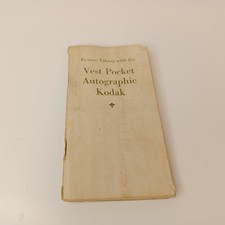 Picture Taking with the
Vest Pocket
Autographic
Kodak